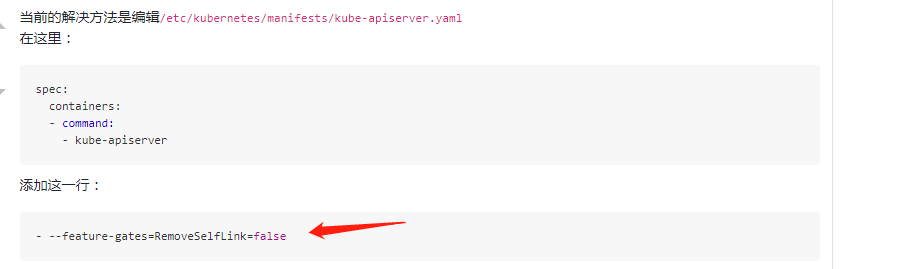 当前的解决方法是编辑/etc/kubernetes/manifests/kube-apiserver.yaml
在这里：
spec:
  containers:
  - command:
    - kube-apiserver
添加这一行：
- --feature-gates=RemoveSelfLink=false